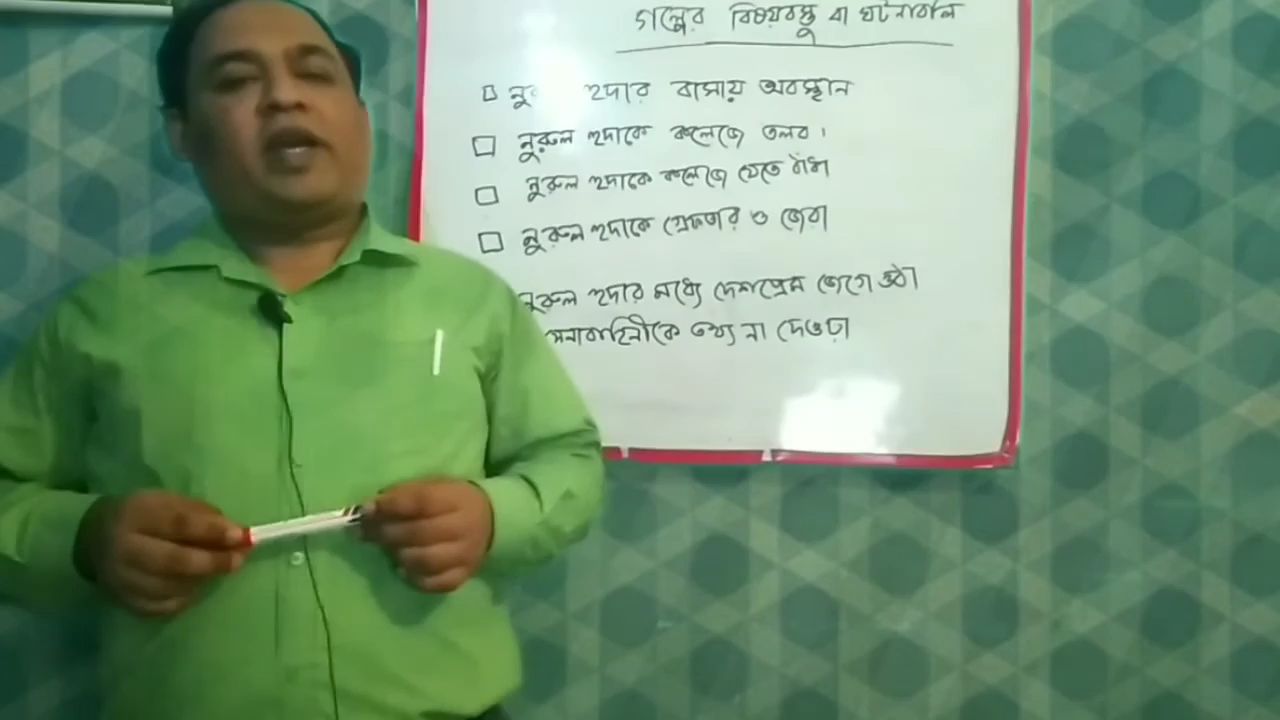 গল্পের বিষয়বস্তু বা ঘটনাবলি
হুদার বাসায় অবস্থান
নুরুল হুদাকে কলেজে তলব।
নুরুল হুদাকে কলেজে যেতে বাঁধা
নুরুল হুদাকে গ্রেফতার ও জেরা
নুরুল হুদার মধ্যে দেশপ্রেম জেগে ওঠা
সেনাবাহিনীকে তথ্য না দেওয়া